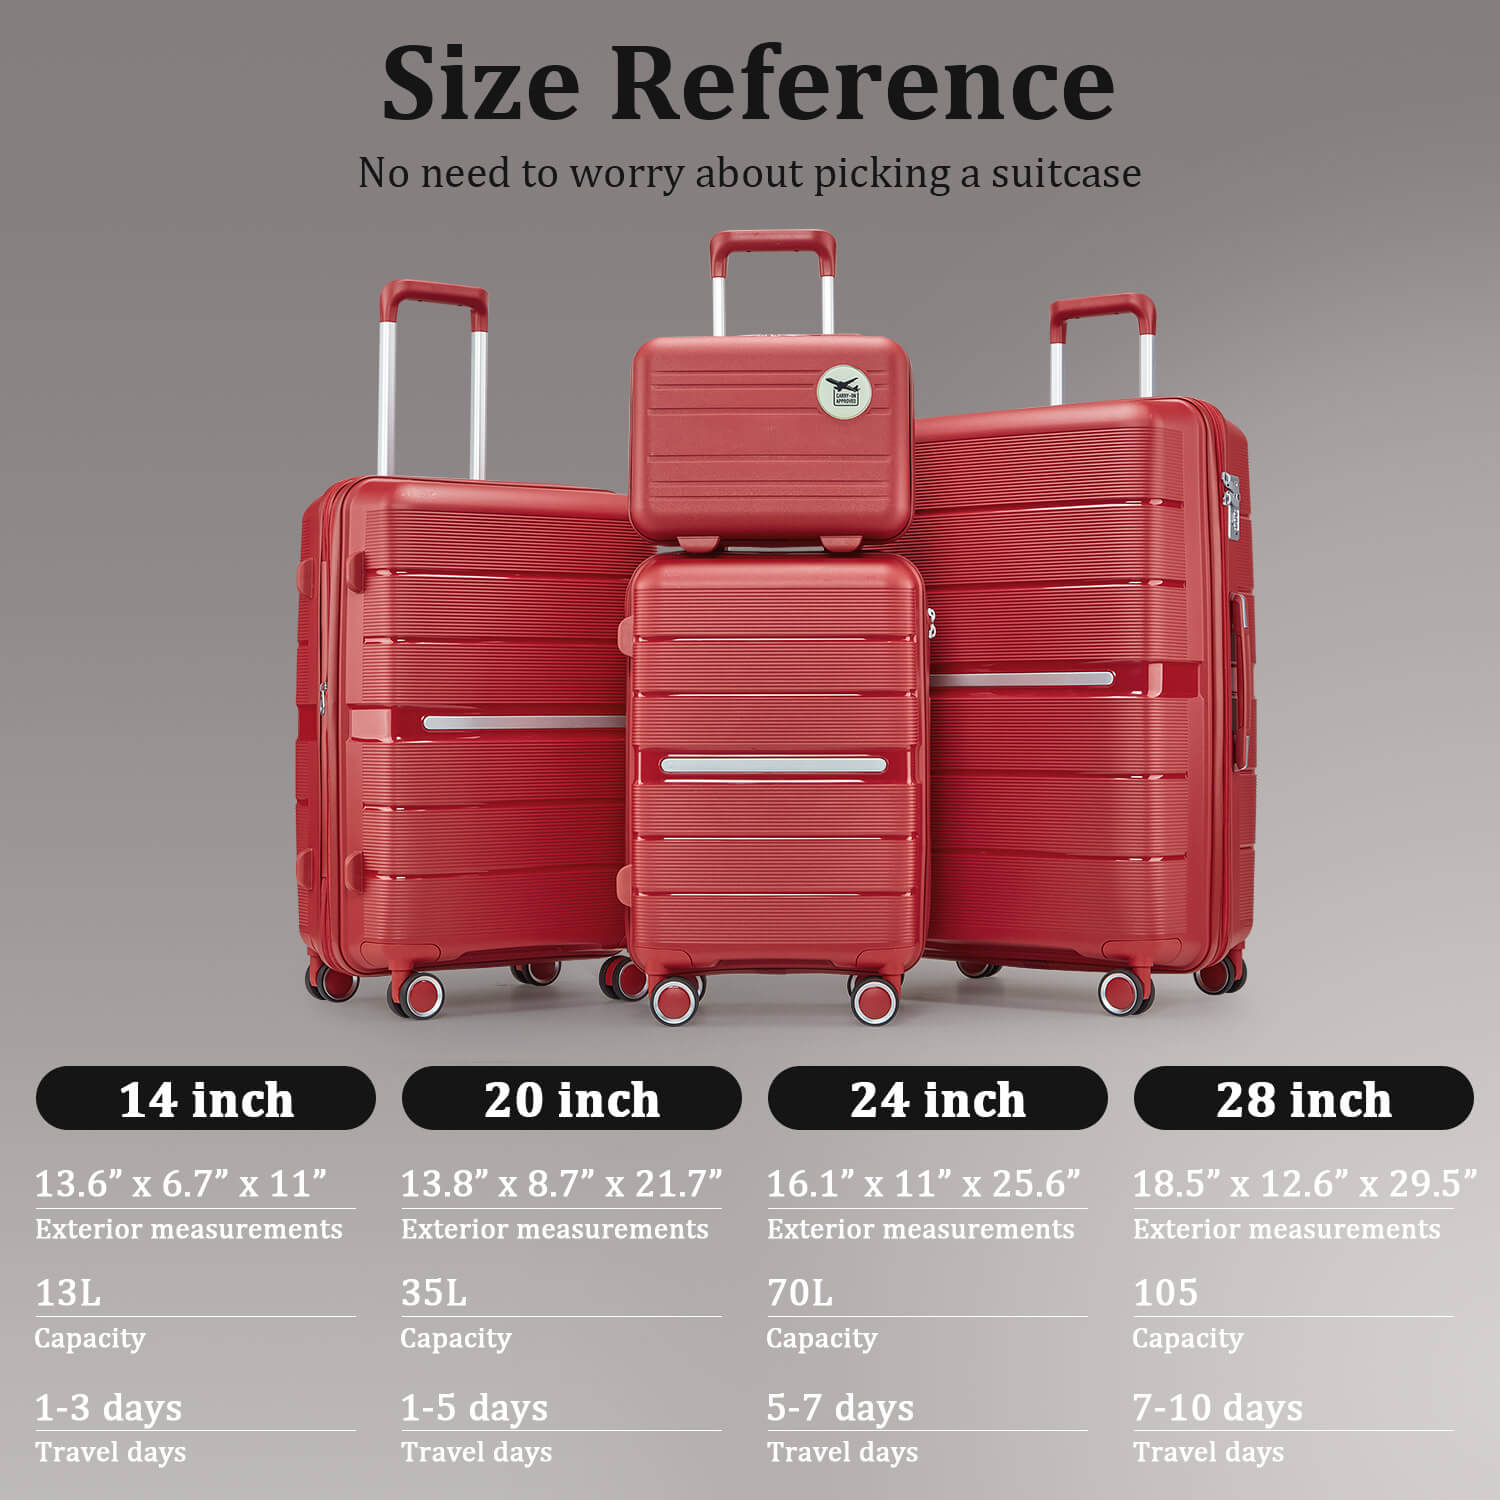 Size Reference
No need to worry about picking a suitcase
CARRY-ON
APPROVED
14 inch
20 inch
24 inch
28 inch
13.6” x 6.7” x 11”
13.8” x 8.7” x 21.7”
16.1” x 11” x 25.6”
18.5” x 12.6” x 29.5”
Exterior measurements
Exterior measurements
Exterior measurements
Exterior measurements
13L
35L
70L
105
Capacity
Capacity
Capacity
Capacity
1-3 days
1-5 days
5-7 days
7-10 days
Travel days
Travel days
Travel days
Travel days